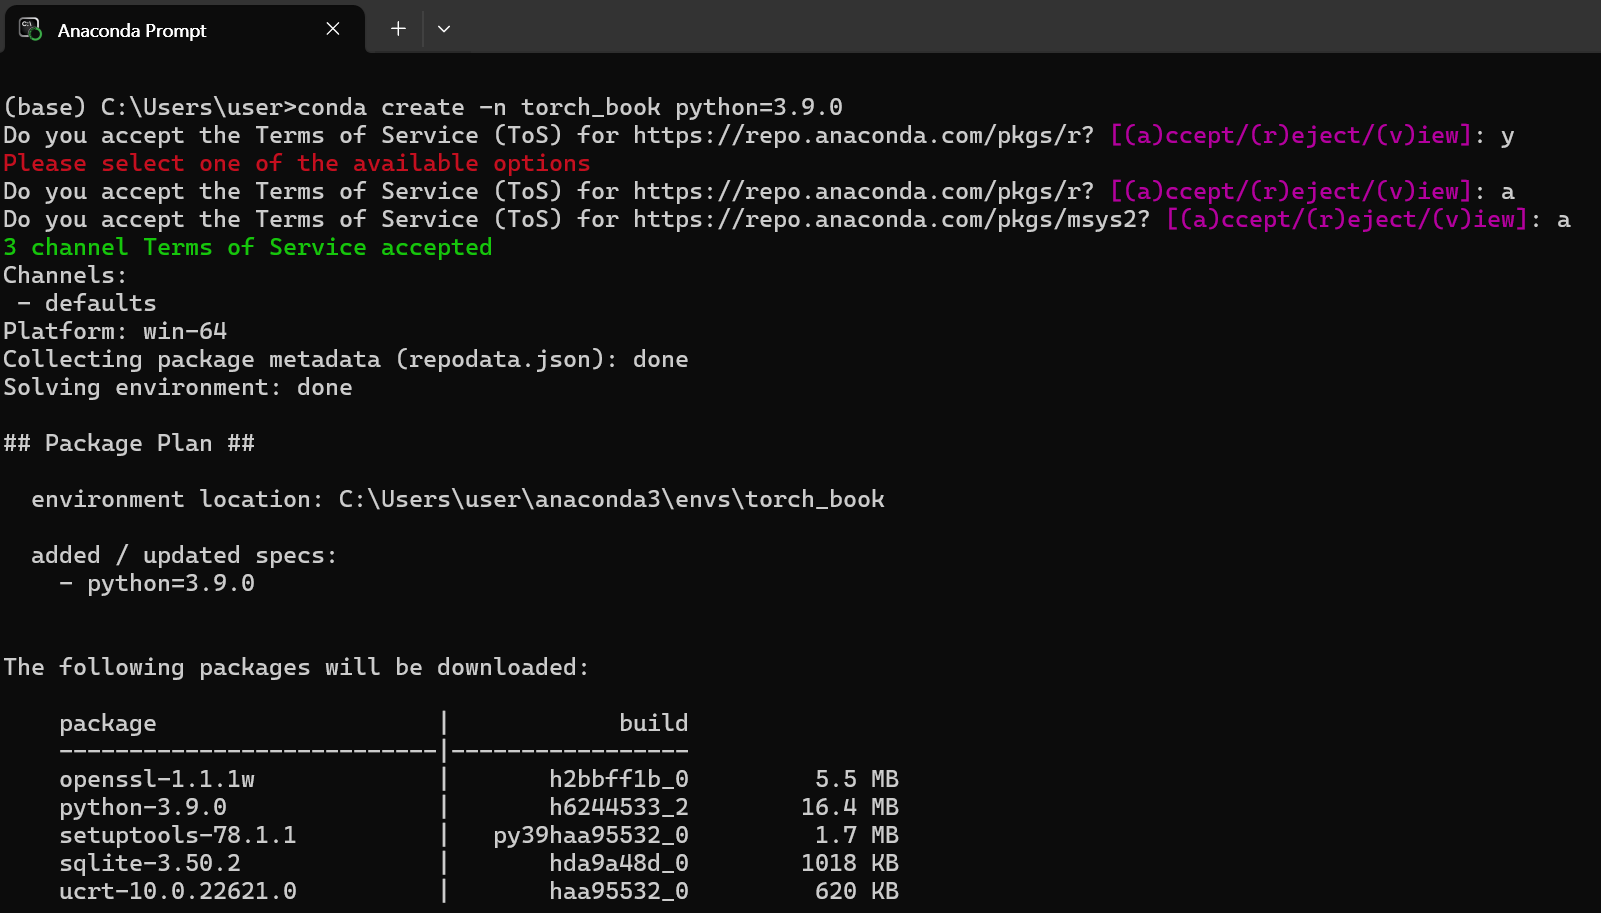 Anaconda Prompt
(base) C:\Users\user>conda create -n torch_book python=3.9.0
Do you accept the Terms of Service (ToS) for https://repo.anaconda.com/pkgs/r? [(a)ccept/(r)eject/(v)iew]: y
Please select one of the available options
Do you accept the Terms of Service (ToS) for https://repo.anaconda.com/pkgs/r? [(a)ccept/(r)eject/(v)iew]: a
Do you accept the Terms of Service (ToS) for https://repo.anaconda.com/pkgs/msys2? [(a)ccept/(r)eject/(v)iew]: a
3 channel Terms of Service accepted
Channels:
 - defaults
Platform: win-64
Collecting package metadata (repodata.json): done
Solving environment: done
## Package Plan ##
  environment location: C:\Users\user\anaconda3\envs\torch_book
  added / updated specs:
    - python=3.9.0
The following packages will be downloaded:
    package                    |            build
    ---------------------------|-----------------
    openssl-1.1.1w             |       h2bbff1b_0         5.5 MB
    python-3.9.0               |       h6244533_2        16.4 MB
    setuptools-78.1.1          |   py39haa95532_0         1.7 MB
    sqlite-3.50.2              |       hda9a48d_0        1018 KB
    ucrt-10.0.22621.0          |       haa95532_0         620 KB